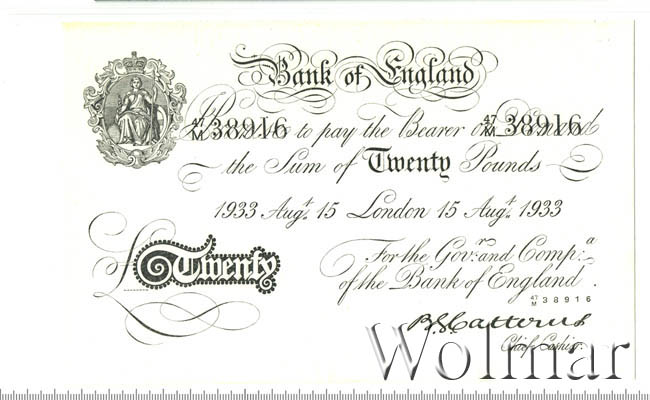 Bank of England
47/M 38916 47/M 38916
Promise to pay the Bearer on Demand
the Sum of Twenty Pounds
1933 Augt. 15 London 15 Augt. 1933
For the Govr. and Compa.
of the Bank of England.
£ Twenty
47/M 38916
B.G. Catterns
Chief Cashier.
Wolmar